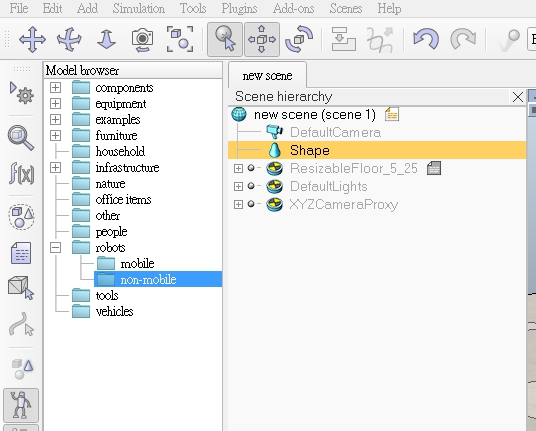 File Edit Add Simulation Tools Plugins Add-ons Scenes Help
Model browser
components
equipment
examples
furniture
household
infrastructure
nature
office items
other
people
robots
mobile
non-mobile
tools
vehicles
new scene
Scene hierarchy
new scene (scene 1)
DefaultCamera
Shape
ResizableFloor_5_25
DefaultLights
XYZCameraProxy
f(x)